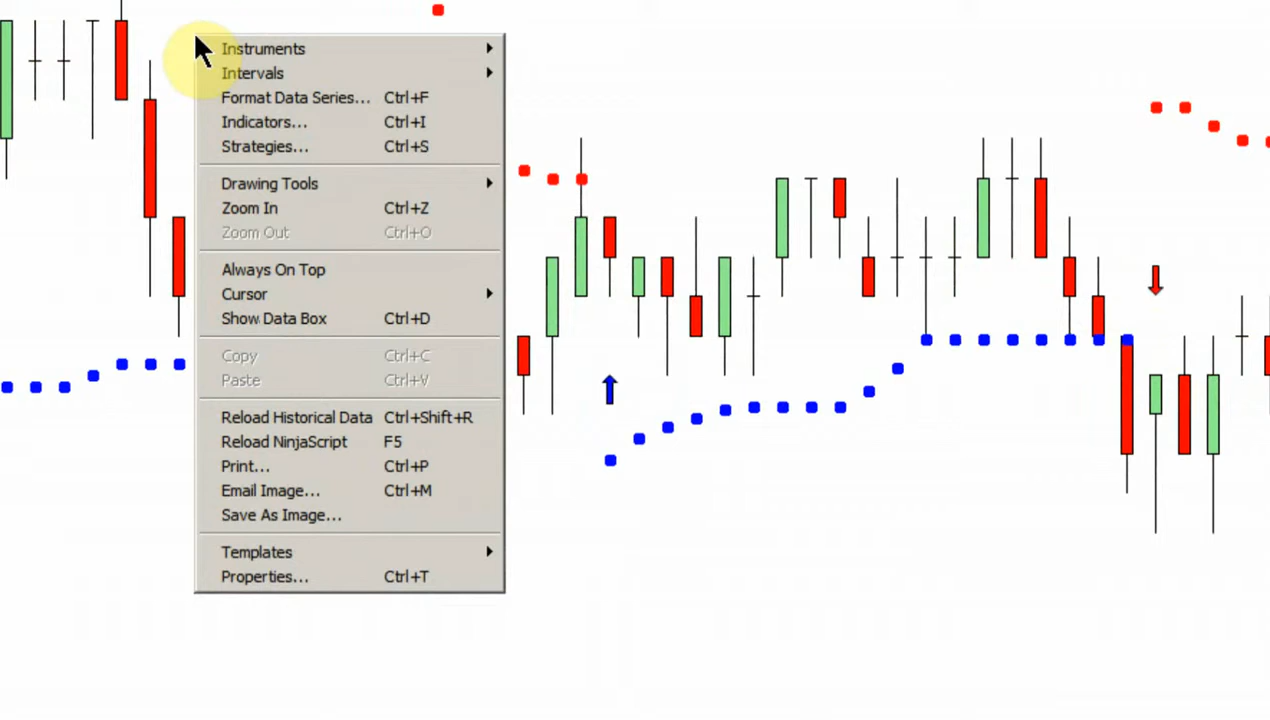 Instruments
Intervals
Format Data Series... Ctrl+F
Indicators... Ctrl+I
Strategies... Ctrl+S
Drawing Tools
Zoom In Ctrl+Z
Zoom Out Ctrl+O
Always On Top
Cursor
Show Data Box Ctrl+D
Copy Ctrl+C
Paste Ctrl+V
Reload Historical Data Ctrl+Shift+R
Reload NinjaScript F5
Print... Ctrl+P
Email Image... Ctrl+M
Save As Image...
Templates
Properties... Ctrl+T